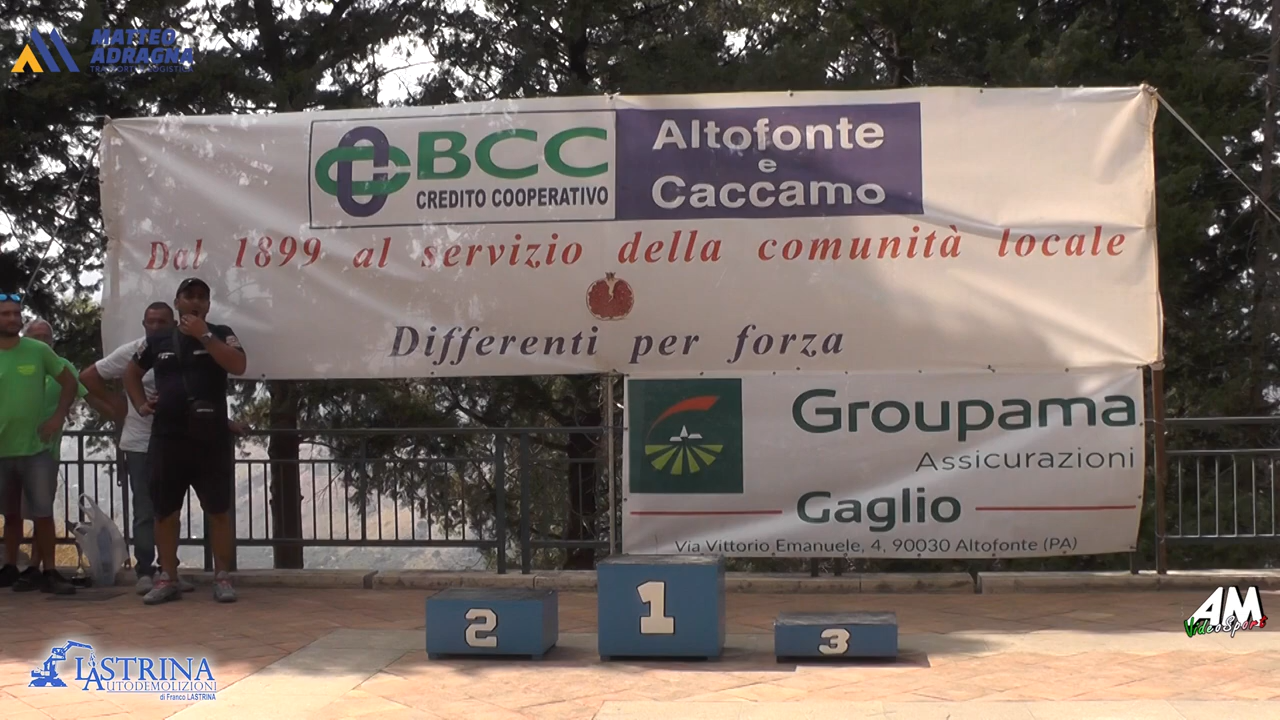 MATTEO
ADRAGNA
BCC
CREDITO COOPERATIVO
Altofonte
e
Caccamo
Dal 1899 al servizio della comunità locale
Differenti per forza
Groupama
Assicurazioni
Gaglio
Via Vittorio Emanuele, 4, 90030 Altofonte (PA)
2
1
3
AM
VideoSport
LASTRINA
AUTODEMOLIZIONI
di Franco LASTRINA